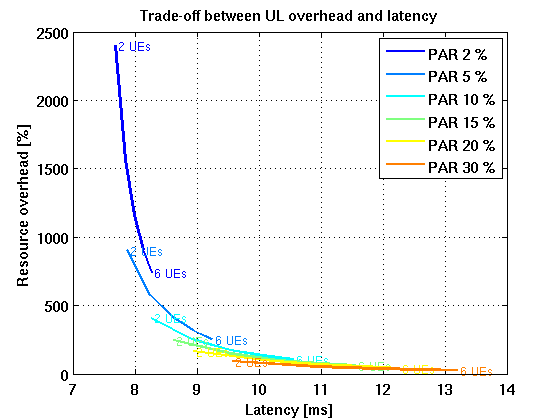 Trade-off between UL overhead and latency
2500
2000
1500
1000
500
0
Resource overhead [%]
PAR 2 %
PAR 5 %
PAR 10 %
PAR 15 %
PAR 20 %
PAR 30 %
2 UEs
6 UEs
2 UEs
6 UEs
2 UEs
6 UEs
2 UEs
2 UEs
6 UEs
7
8
9
10
11
12
13
14
Latency [ms]